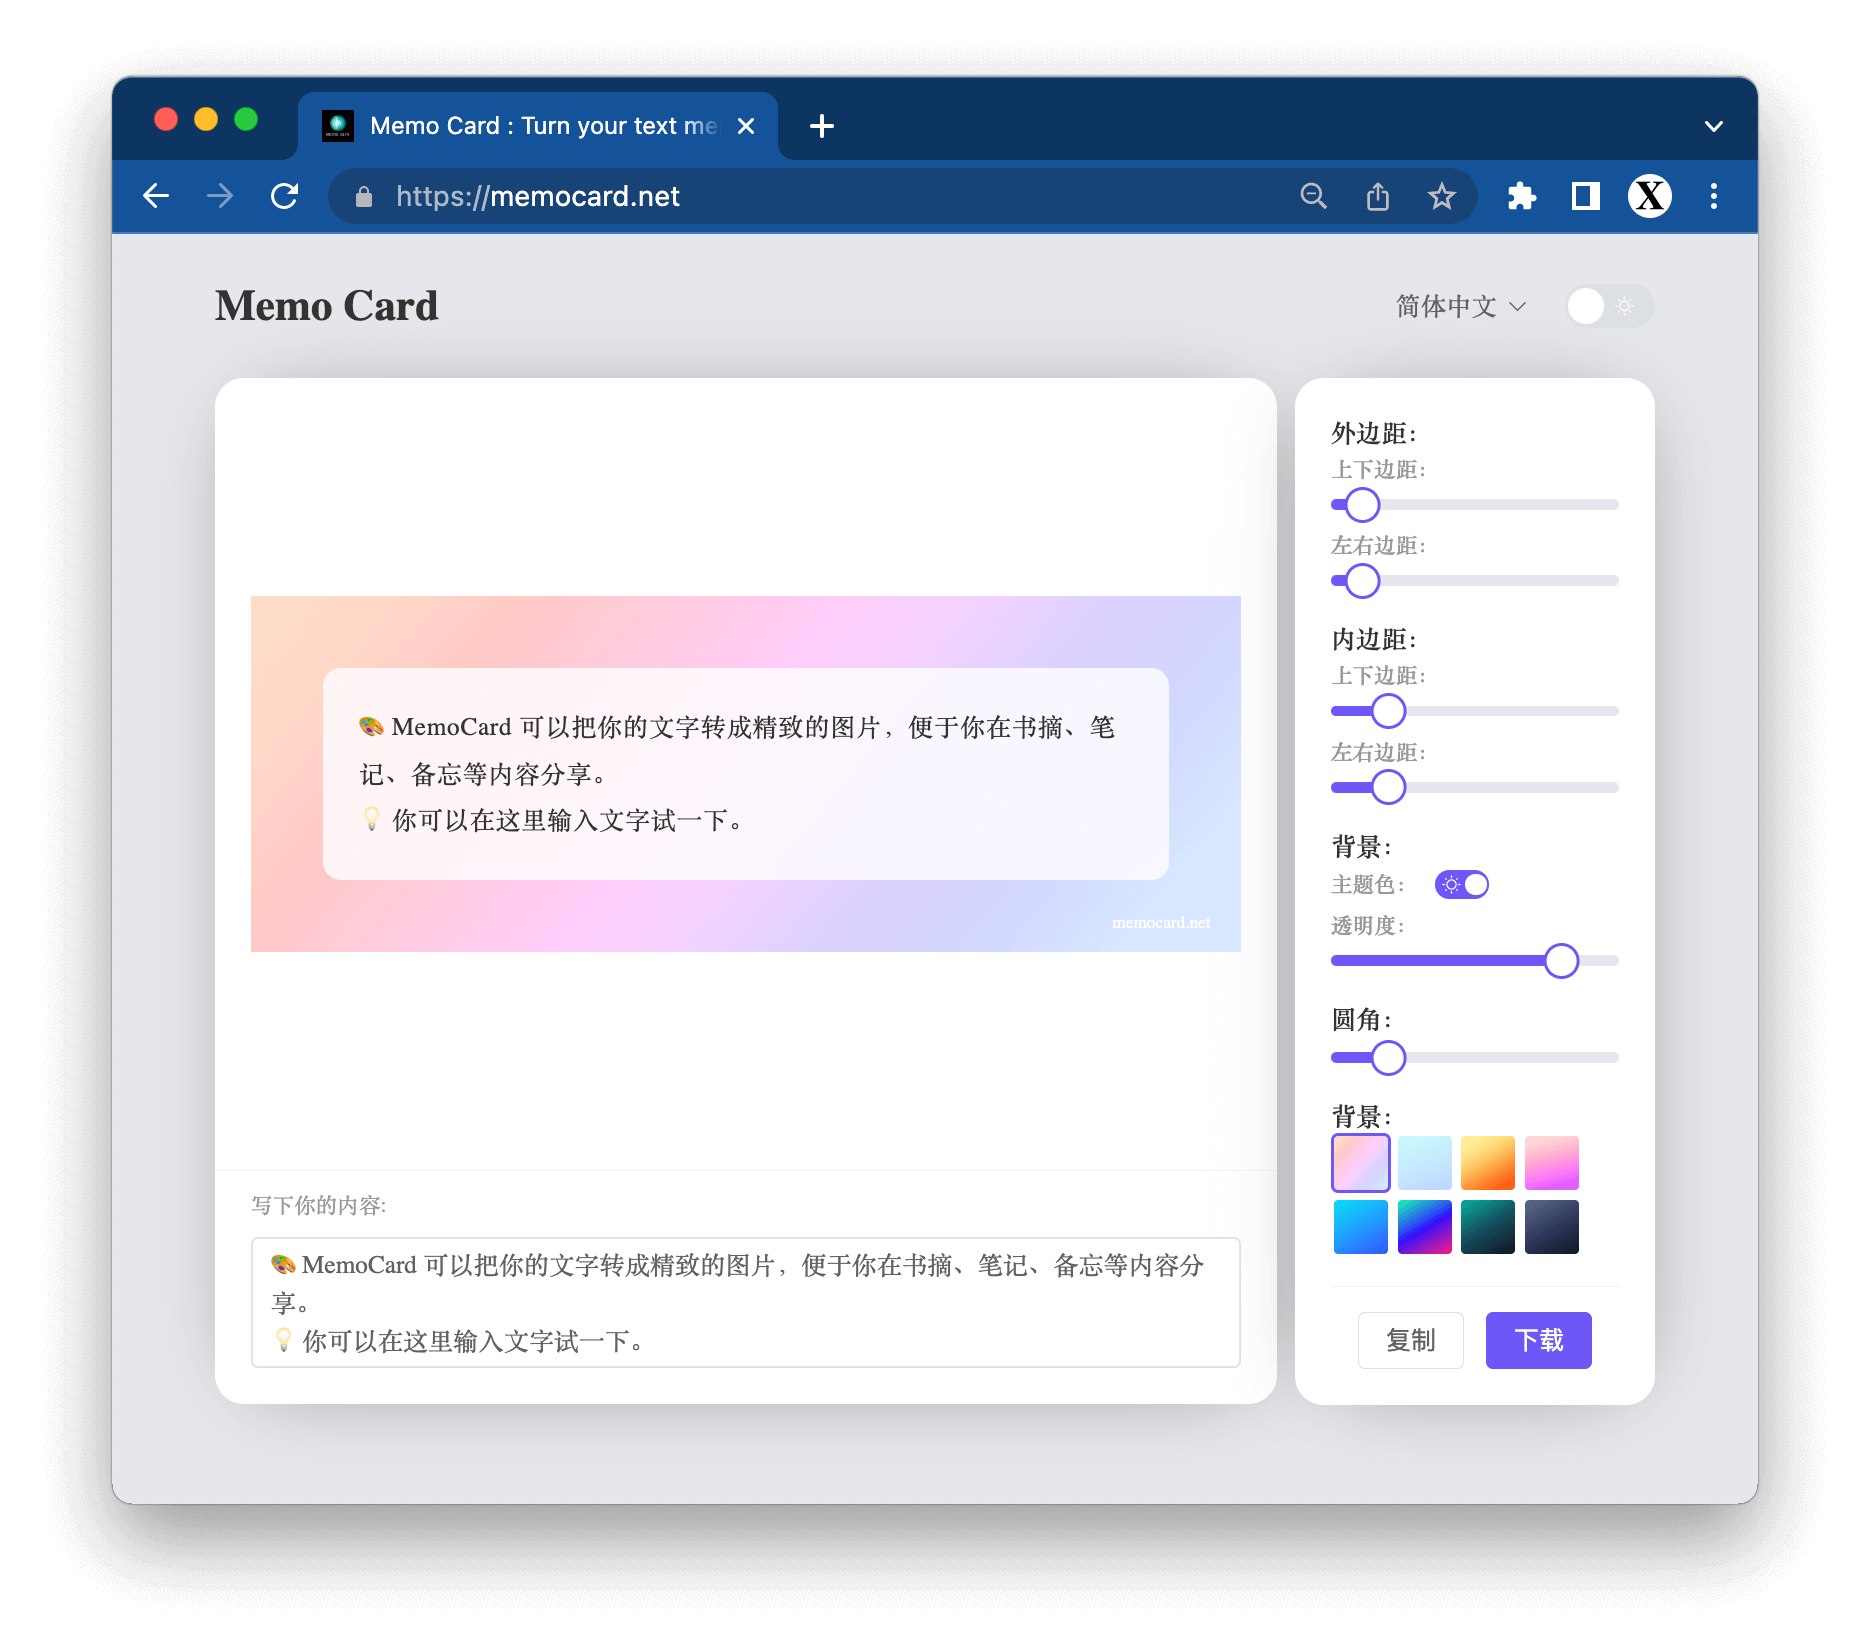 Memo Card : Turn your text me
https://memocard.net
X
Memo Card
简体中文
🎨 MemoCard 可以把你的文字转成精致的图片，便于你在书摘、笔
记、备忘等内容分享。
💡 你可以在这里输入文字试一下。
memocard.net
写下你的内容:
🎨 MemoCard 可以把你的文字转成精致的图片，便于你在书摘、笔记、备忘等内容分
享。
💡 你可以在这里输入文字试一下。
外边距：
上下边距：
左右边距：
内边距：
上下边距：
左右边距：
背景：
主题色：
透明度：
圆角：
背景：
复制
下载